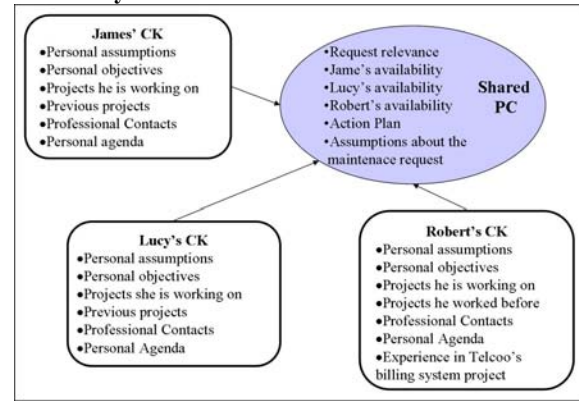 James' CK
●Personal assumptions
●Personal objectives
●Projects he is working on
●Previous projects
●Professional Contacts
●Personal agenda
•Request relevance
•Jame's availability
•Lucy's availability
•Robert's availability
•Action Plan
•Assumptions about the
maintenace request
Shared
PC
Lucy's CK
●Personal assumptions
●Personal objectives
●Projects she is working on
●Previous projects
●Professional Contacts
●Personal Agenda
Robert's CK
●Personal assumptions
●Personal objectives
●Projects he is working on
●Projects he worked before
●Professional Contacts
●Personal Agenda
●Experience in Telcoo's
billing system project